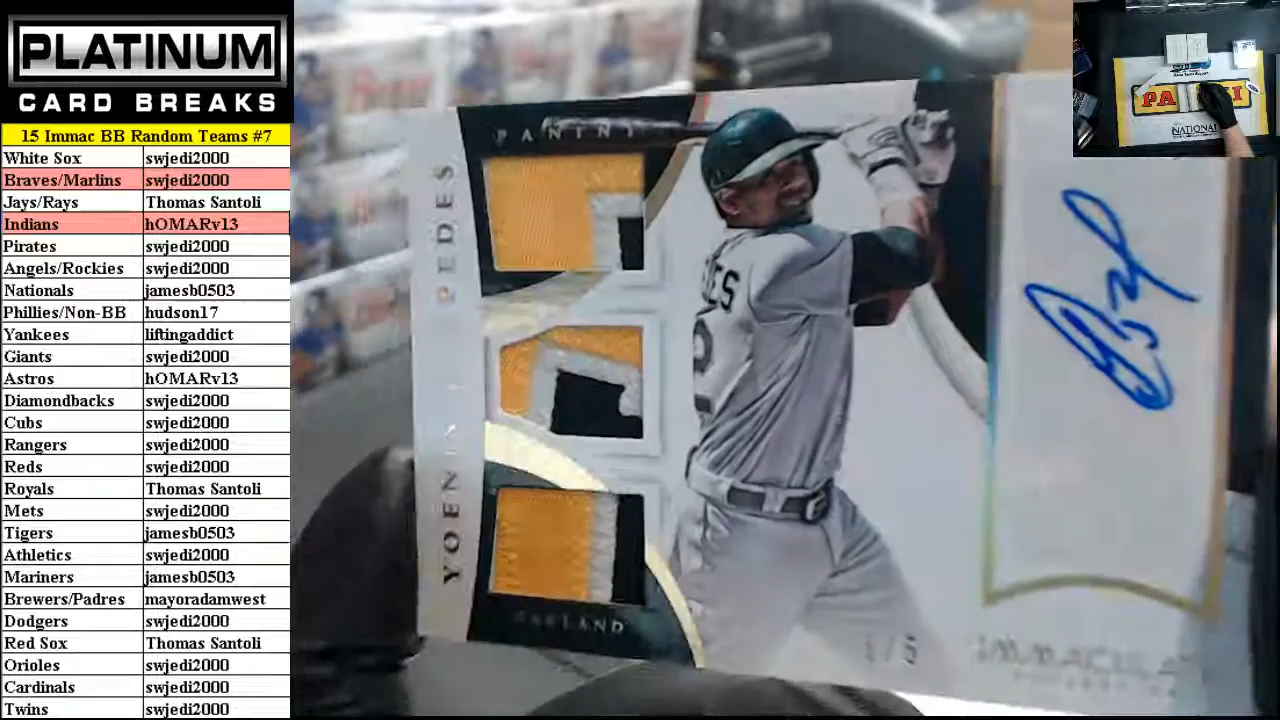 PLATINUM
CARD BREAKS
15 Immac BB Random Teams #7
White Sox swjedi2000
Braves/Marlins swjedi2000
Jays/Rays Thomas Santoli
Indians hOMARv13
Pirates swjedi2000
Angels/Rockies swjedi2000
Nationals jamesb0503
Phillies/Non-BB hudson17
Yankees liftingaddict
Giants swjedi2000
Astros hOMARv13
Diamondbacks swjedi2000
Cubs swjedi2000
Rangers swjedi2000
Reds swjedi2000
Royals Thomas Santoli
Mets swjedi2000
Tigers jamesb0503
Athletics swjedi2000
Mariners jamesb0503
Brewers/Padres mayoradamwest
Dodgers swjedi2000
Red Sox Thomas Santoli
Orioles swjedi2000
Cardinals swjedi2000
Twins swjedi2000
PANINI
OAKLAND
NATIONAL